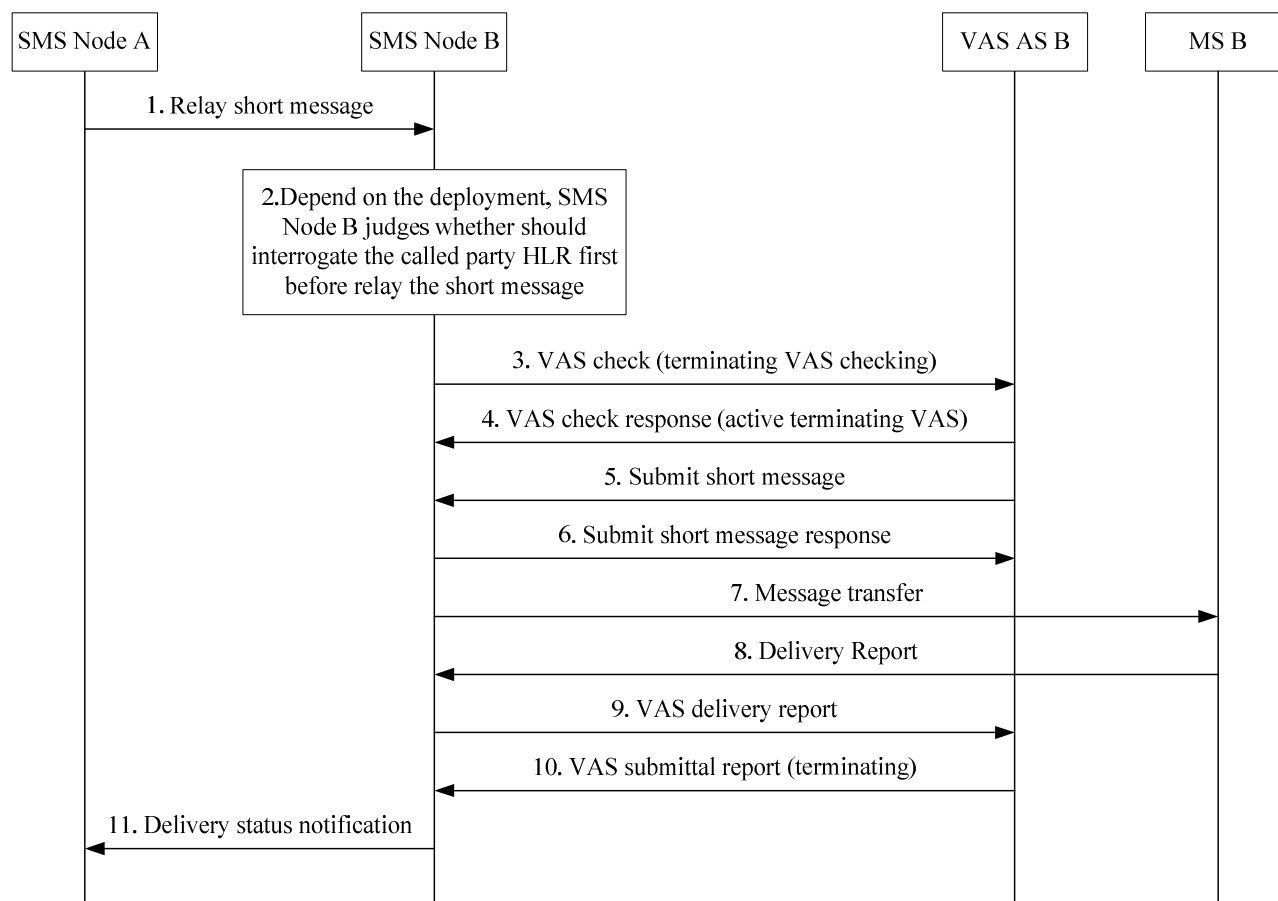 SMS Node A
SMS Node B
VAS AS B
MS B
1. Relay short message
2.Depend on the deployment, SMS
Node B judges whether should
interrogate the called party HLR first
before relay the short message
3. VAS check (terminating VAS checking)
4. VAS check response (active terminating VAS)
5. Submit short message
6. Submit short message response
7. Message transfer
8. Delivery Report
9. VAS delivery report
10. VAS submittal report (terminating)
11. Delivery status notification